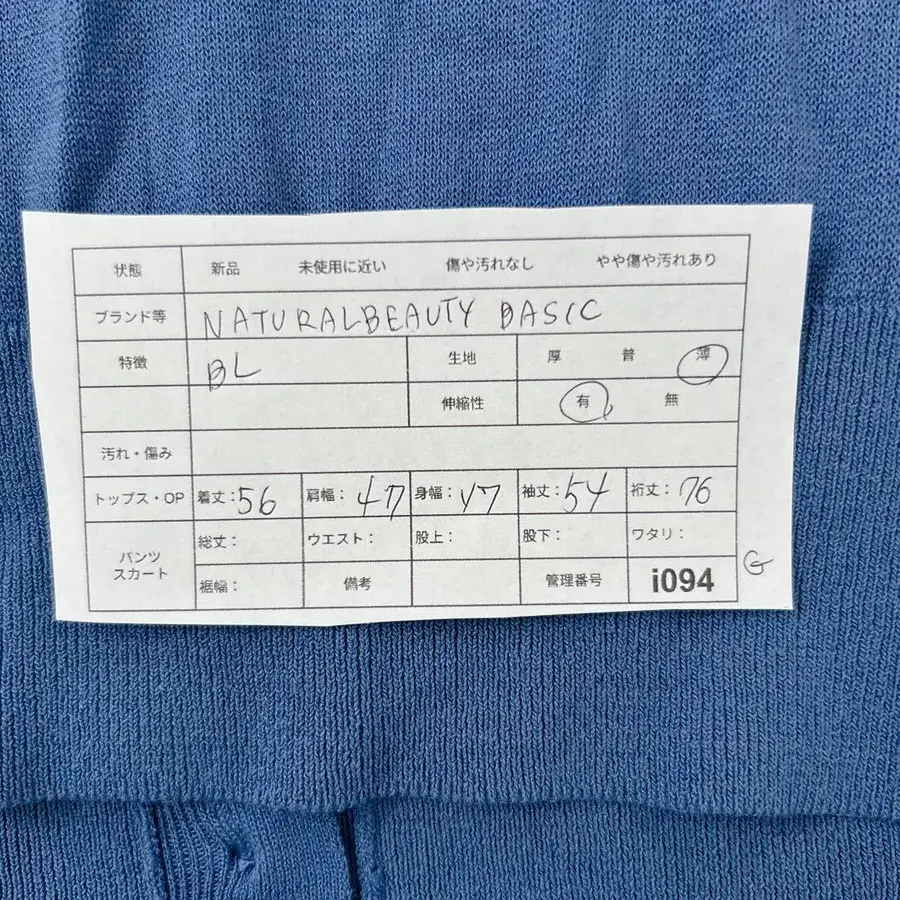 状態 新品 未使用に近い 傷や汚れなし やや傷や汚れあり
ブランド等 NATURALBEAUTY BASIC
特徴 BL 生地 厚 普 薄
伸縮性 有 無
汚れ・傷み
トップス・OP 着丈:56 肩幅:47 身幅:47 袖丈:54 裄丈:76
パンツ スカート 総丈: ウエスト: 股上: 股下: ワタリ:
裾幅: 備考 管理番号 i094 G